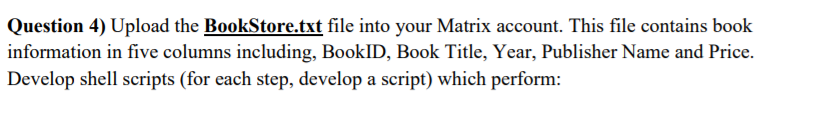 Question 4) Upload the BookStore.txt file into your Matrix account. This file contains book
information in five columns including, BookID, Book Title, Year, Publisher Name and Price.
Develop shell scripts (for each step, develop a script) which perform: